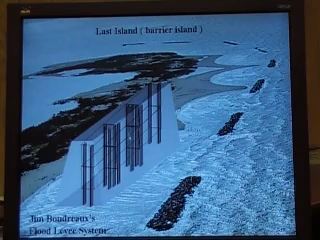 Last Island ( barrier island )
Jim Boudreaux's
Flood Levee System